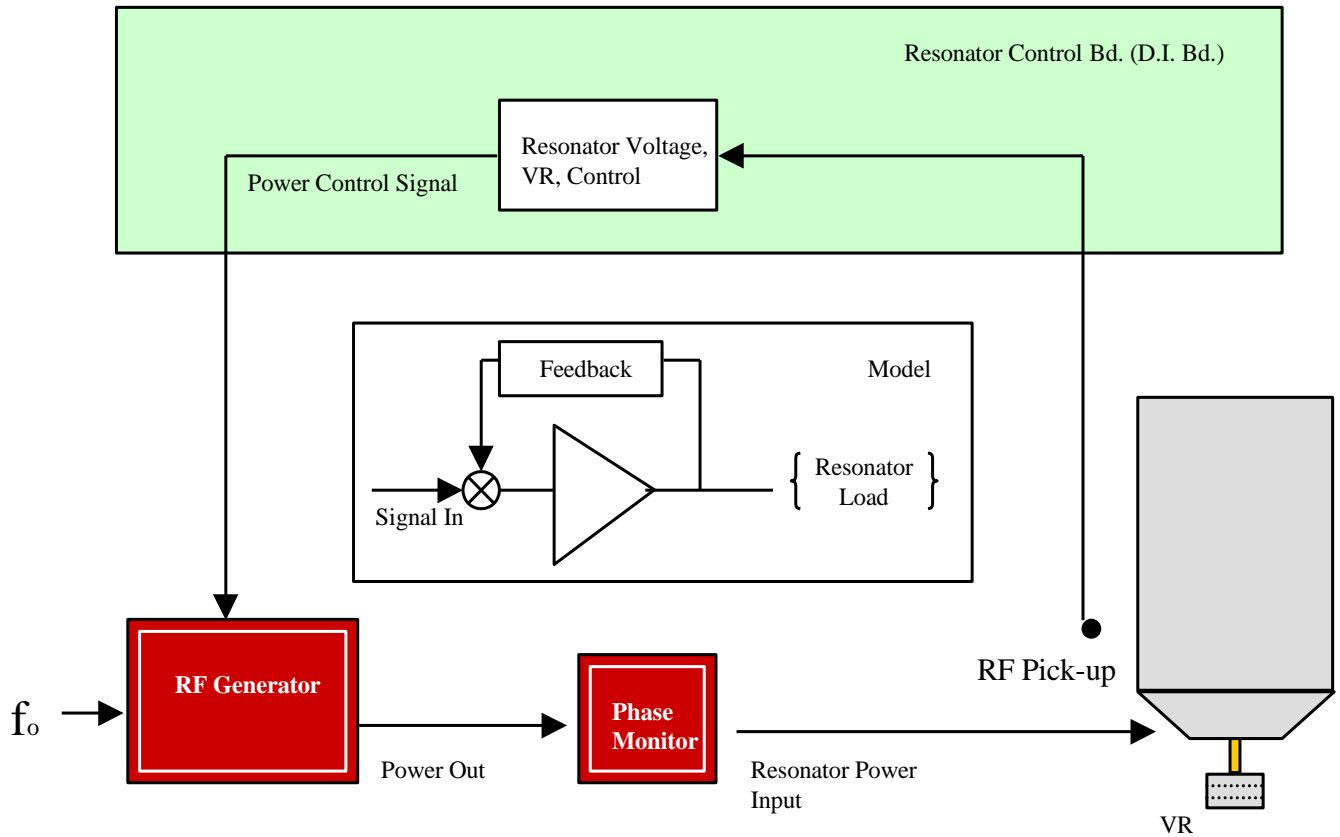 Resonator Control Bd. (D.I. Bd.)
Resonator Voltage,
VR, Control
Power Control Signal
Feedback
Model
Resonator
Load
Signal In
RF Pick-up
RF Generator
fo
Phase
Monitor
Power Out
Resonator Power
Input
VR